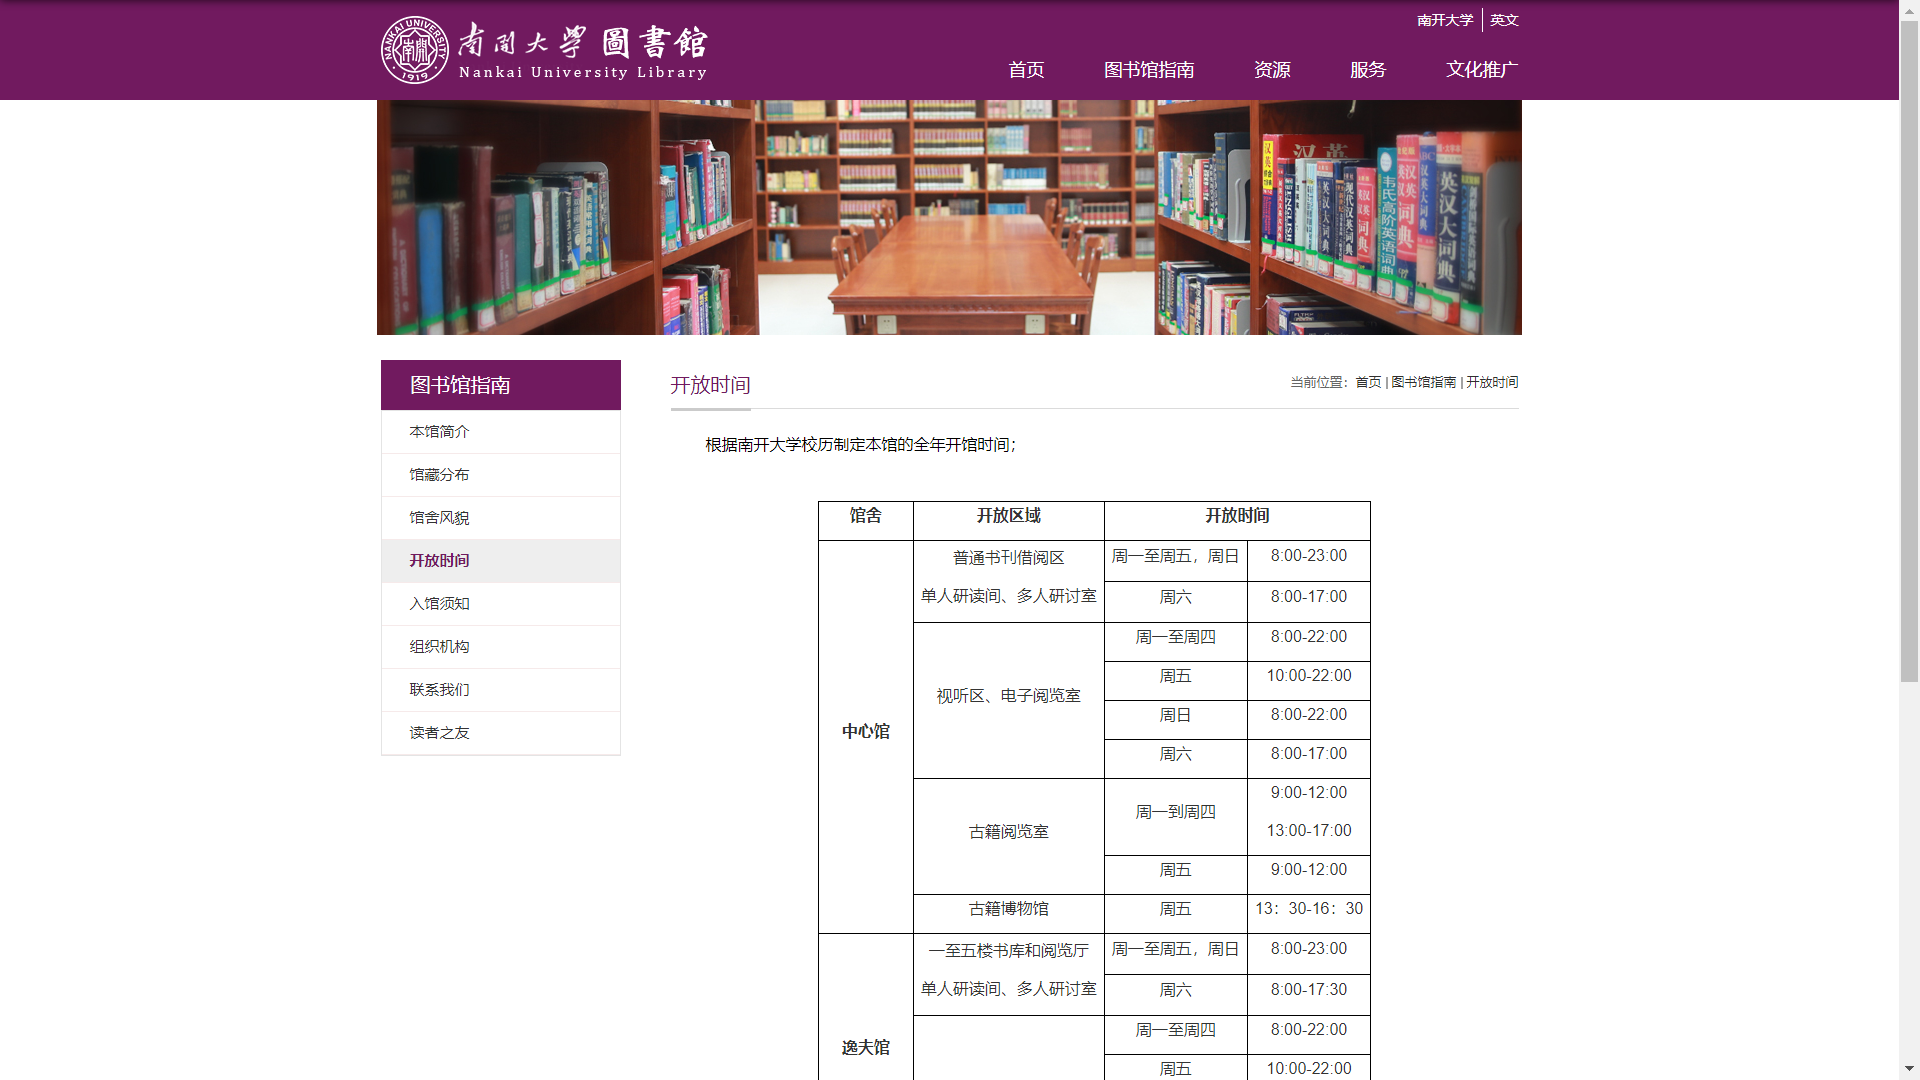 南開大學 圖書館
Nankai University Library
NANKAI UNIVERSITY
1919
南开大学
英文
首页
图书馆指南
资源
服务
文化推广
图书馆指南
本馆简介
馆藏分布
馆舍风貌
开放时间
入馆须知
组织机构
联系我们
读者之友
开放时间
当前位置：首页 | 图书馆指南 | 开放时间
根据南开大学校历制定本馆的全年开馆时间；
馆舍 开放区域 开放时间
中心馆
普通书刊借阅区
单人研读间、多人研讨室
周一至周五，周日 8:00-23:00
周六 8:00-17:00
视听区、电子阅览室
周一至周四 8:00-22:00
周五 10:00-22:00
周日 8:00-22:00
周六 8:00-17:00
古籍阅览室
周一到周四 9:00-12:00
13:00-17:00
周五 9:00-12:00
古籍博物馆 周五 13：30-16：30
逸夫馆
一至五楼书库和阅览厅
单人研读间、多人研讨室
周一至周五，周日 8:00-23:00
周六 8:00-17:30
周一至周四 8:00-22:00
周五 10:00-22:00